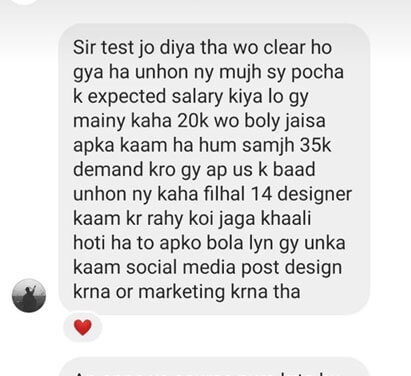 Sir test jo diya tha wo clear ho
gya ha unhon ny mujh sy pocha
k expected salary kiya lo gy
mainy kaha 20k wo boly jaisa
apka kaam ha hum samjh 35k
demand kro gy ap us k baad
unhon ny kaha filhal 14 designer
kaam kr rahy koi jaga khaali
hoti ha to apko bola lyn gy unka
kaam social media post design
krna or marketing krna tha